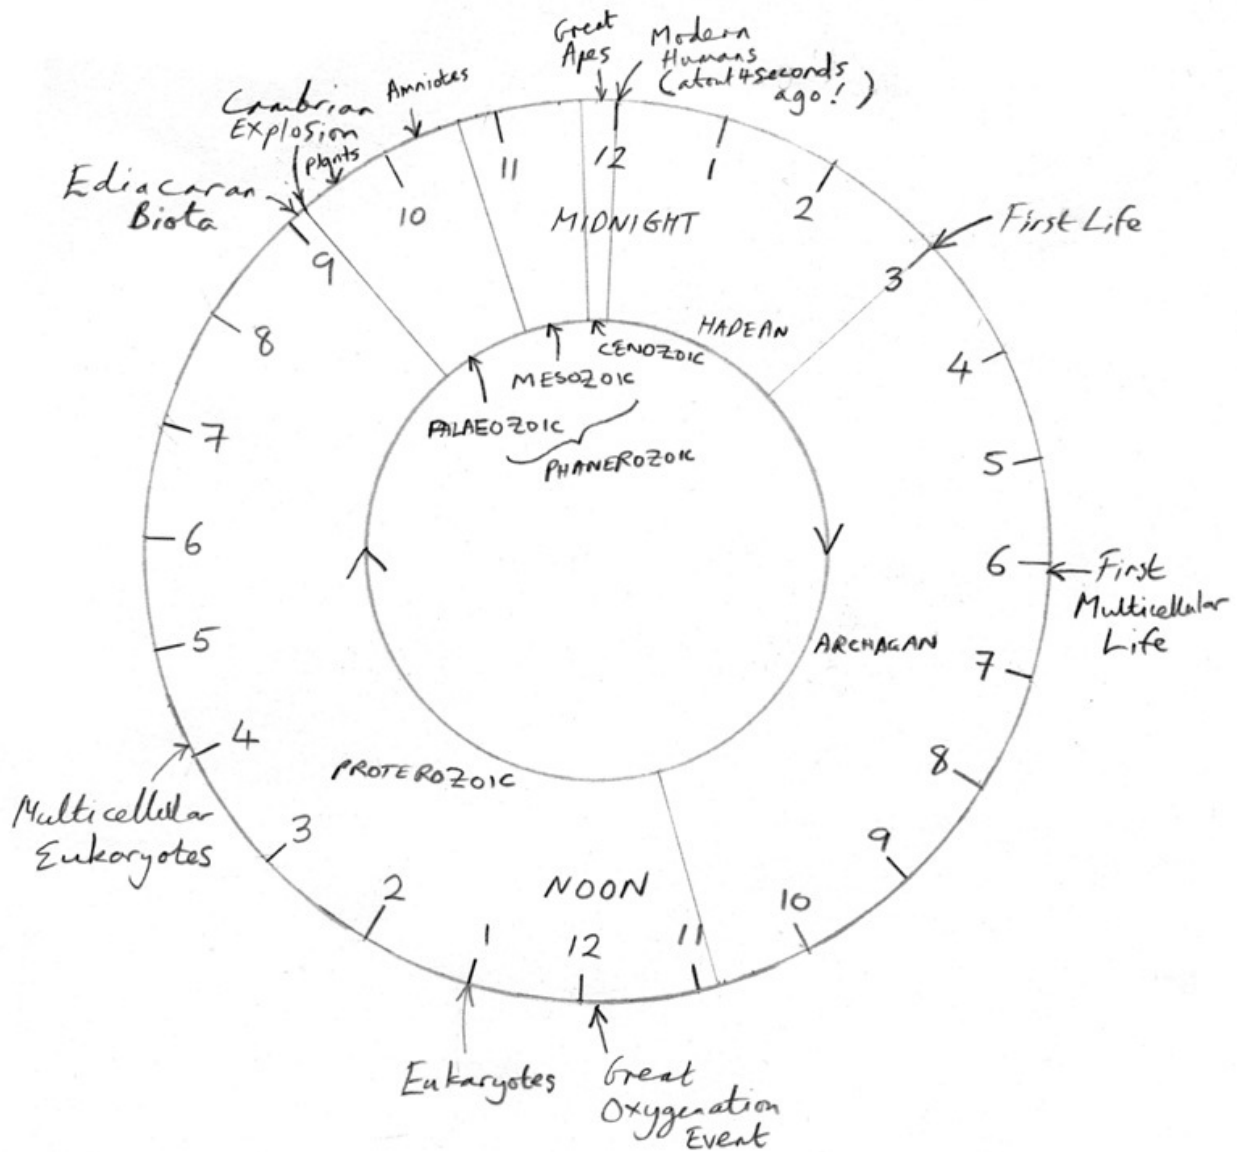 Great
Apes
Modern
Humans
(about 4 seconds
ago!)
Amniotes
Cambrian
Explosion
plants
Ediacaran
Biota
11
12
1
10
2
9
3
MIDNIGHT
First Life
8
HADEAN
4
CENOZOIC
MESOZOIC
PALAEOZOIC
PHANEROZOIC
7
5
6
6
First
Multicellular
Life
5
ARCHAEAN
7
4
8
PROTEROZOIC
Multicellular
Eukaryotes
3
9
2
NOON
10
1
12
11
Eukaryotes
Great
Oxygenation
Event